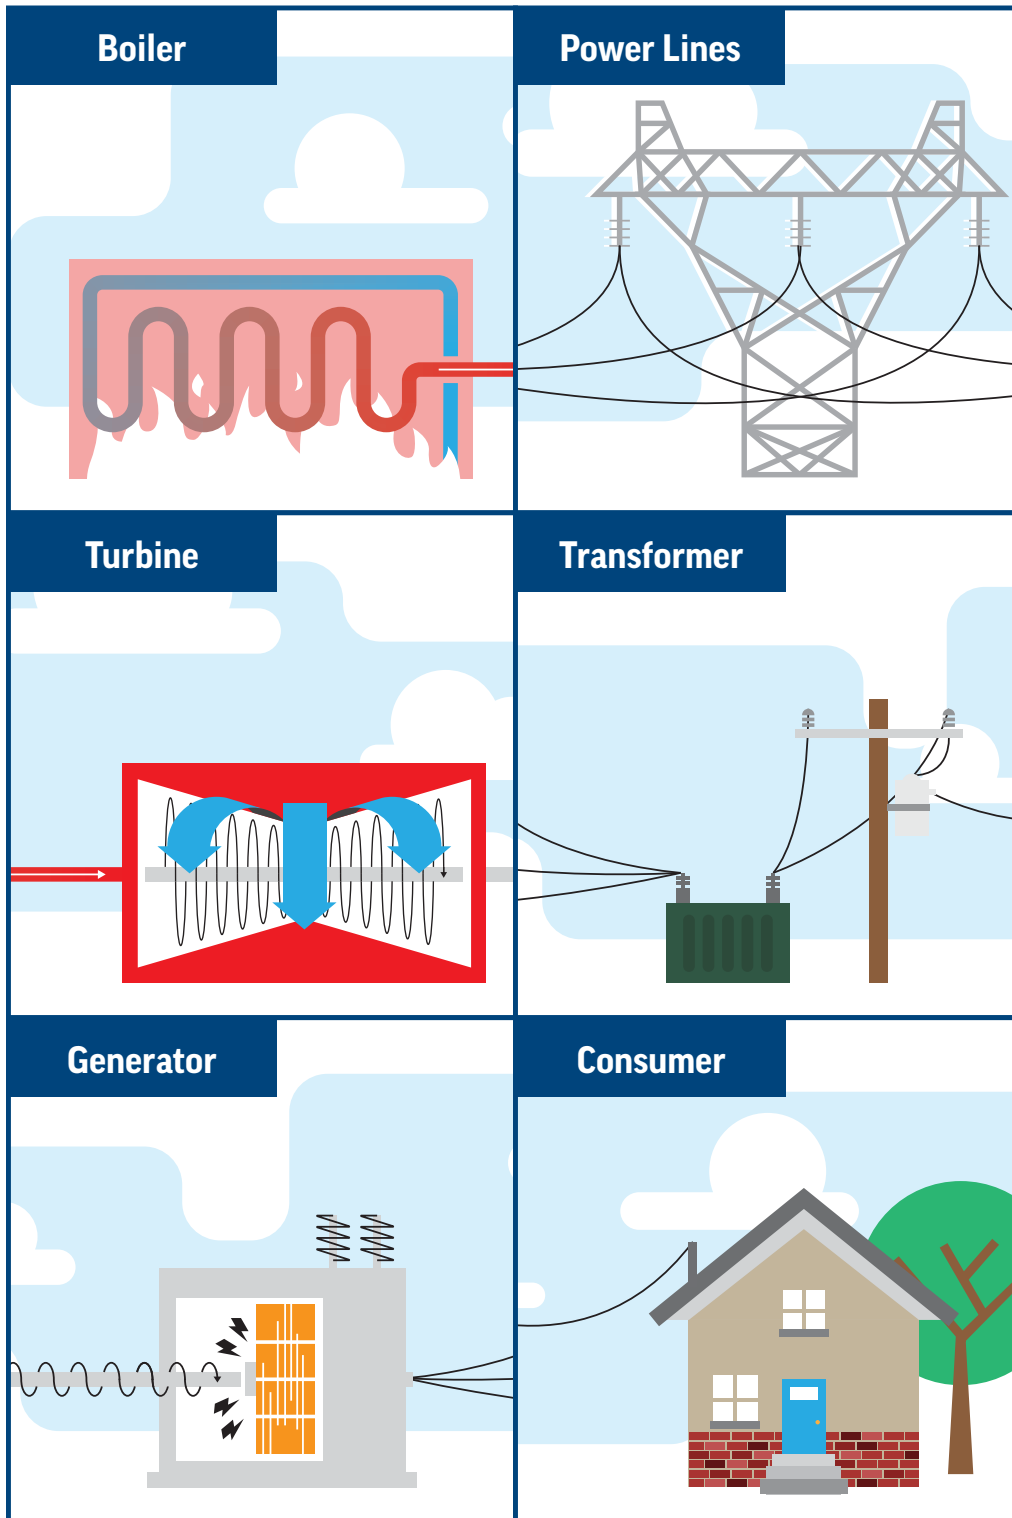 Boiler
Power Lines
Turbine
Transformer
Generator
Consumer